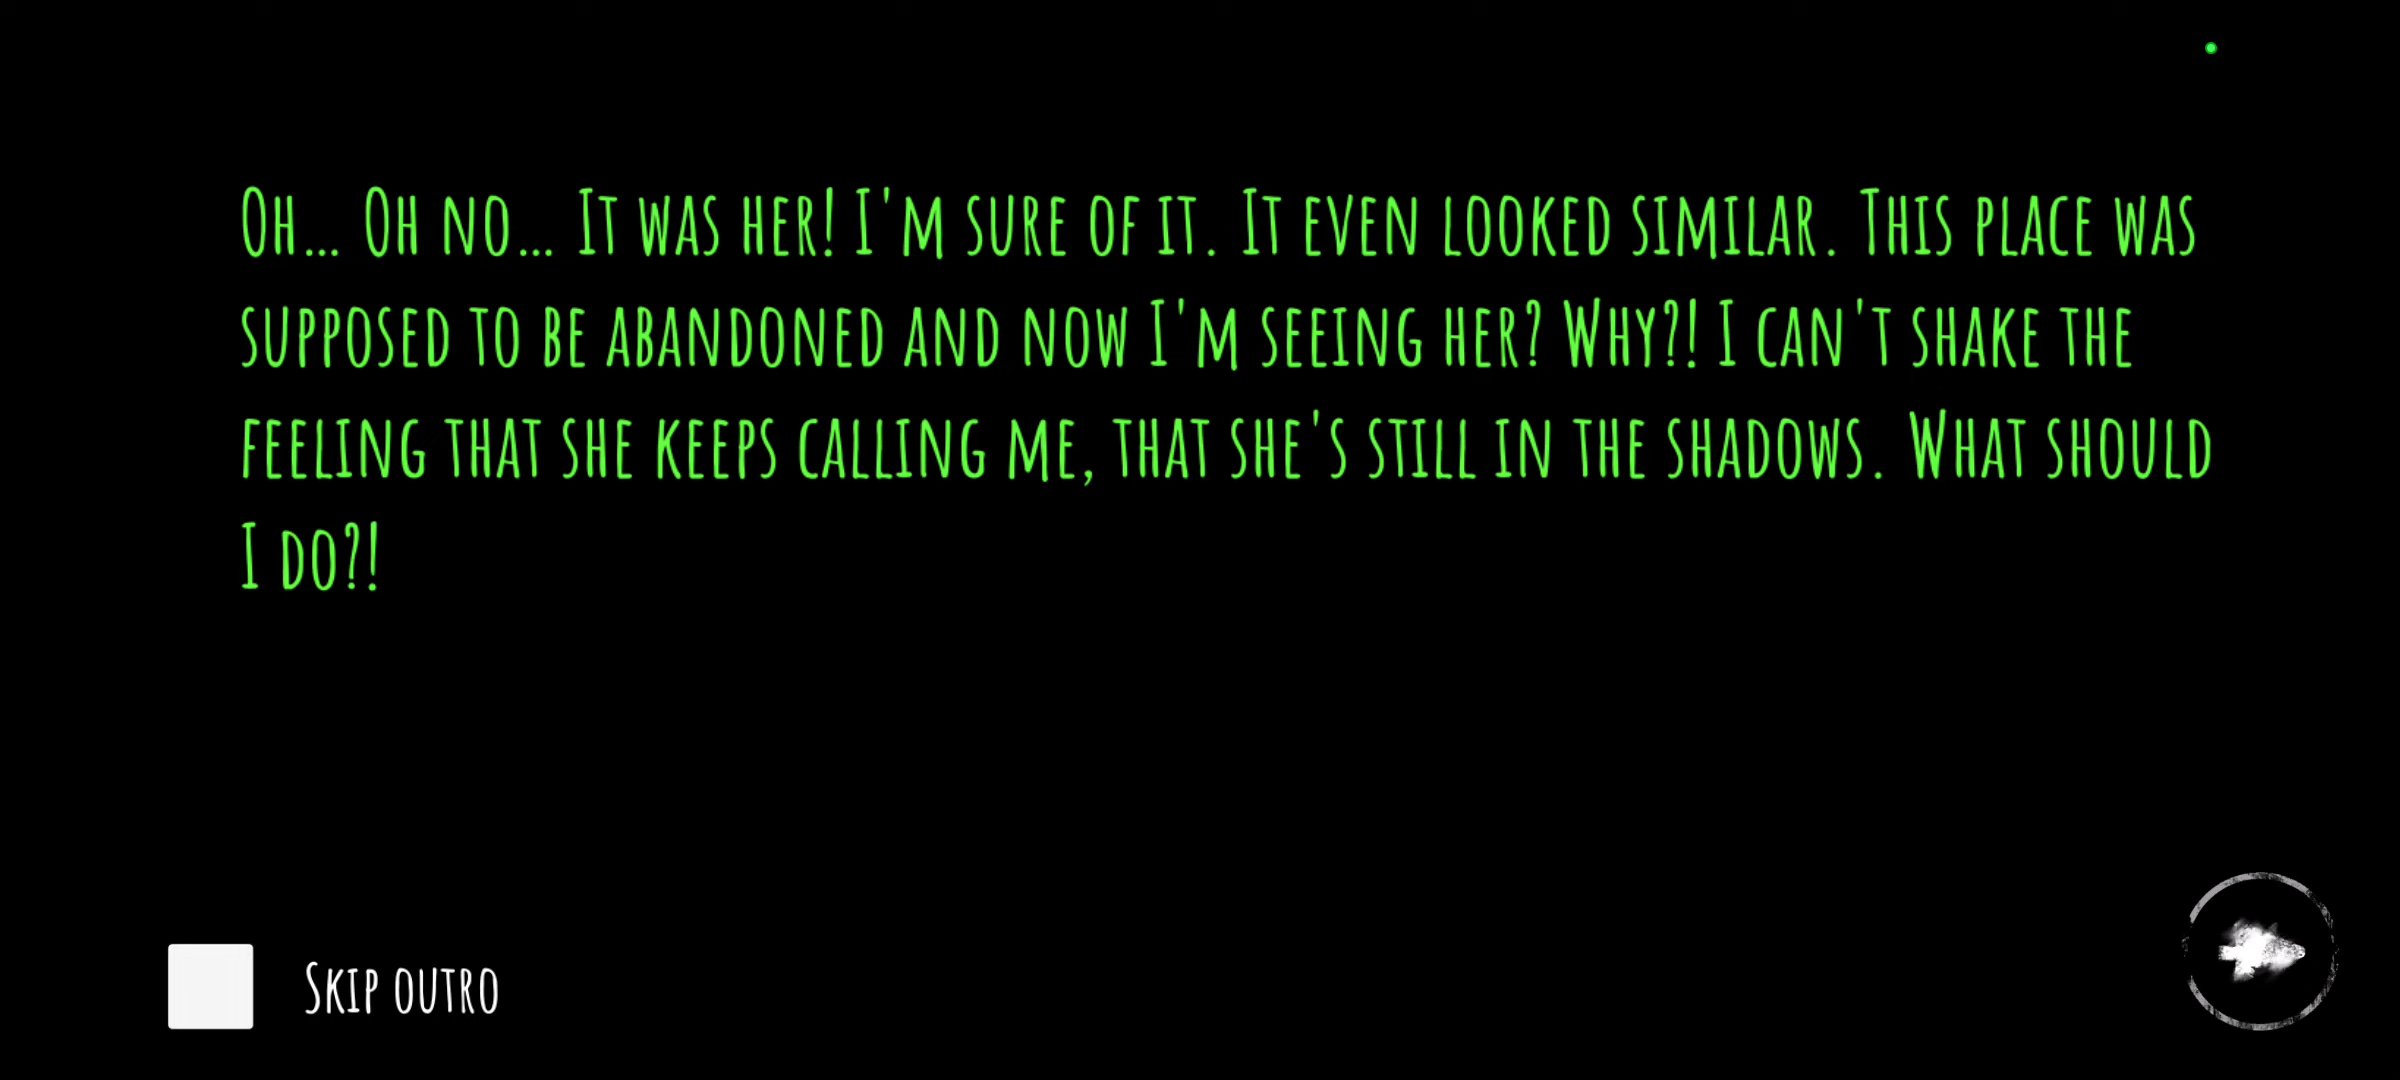 Oh... Oh no... It was her! I'm sure of it. It even looked similar. This place was
supposed to be abandoned and now I'm seeing her? Why?! I can't shake the
feeling that she keeps calling me, that she's still in the shadows. What should
I do?!
Skip outro